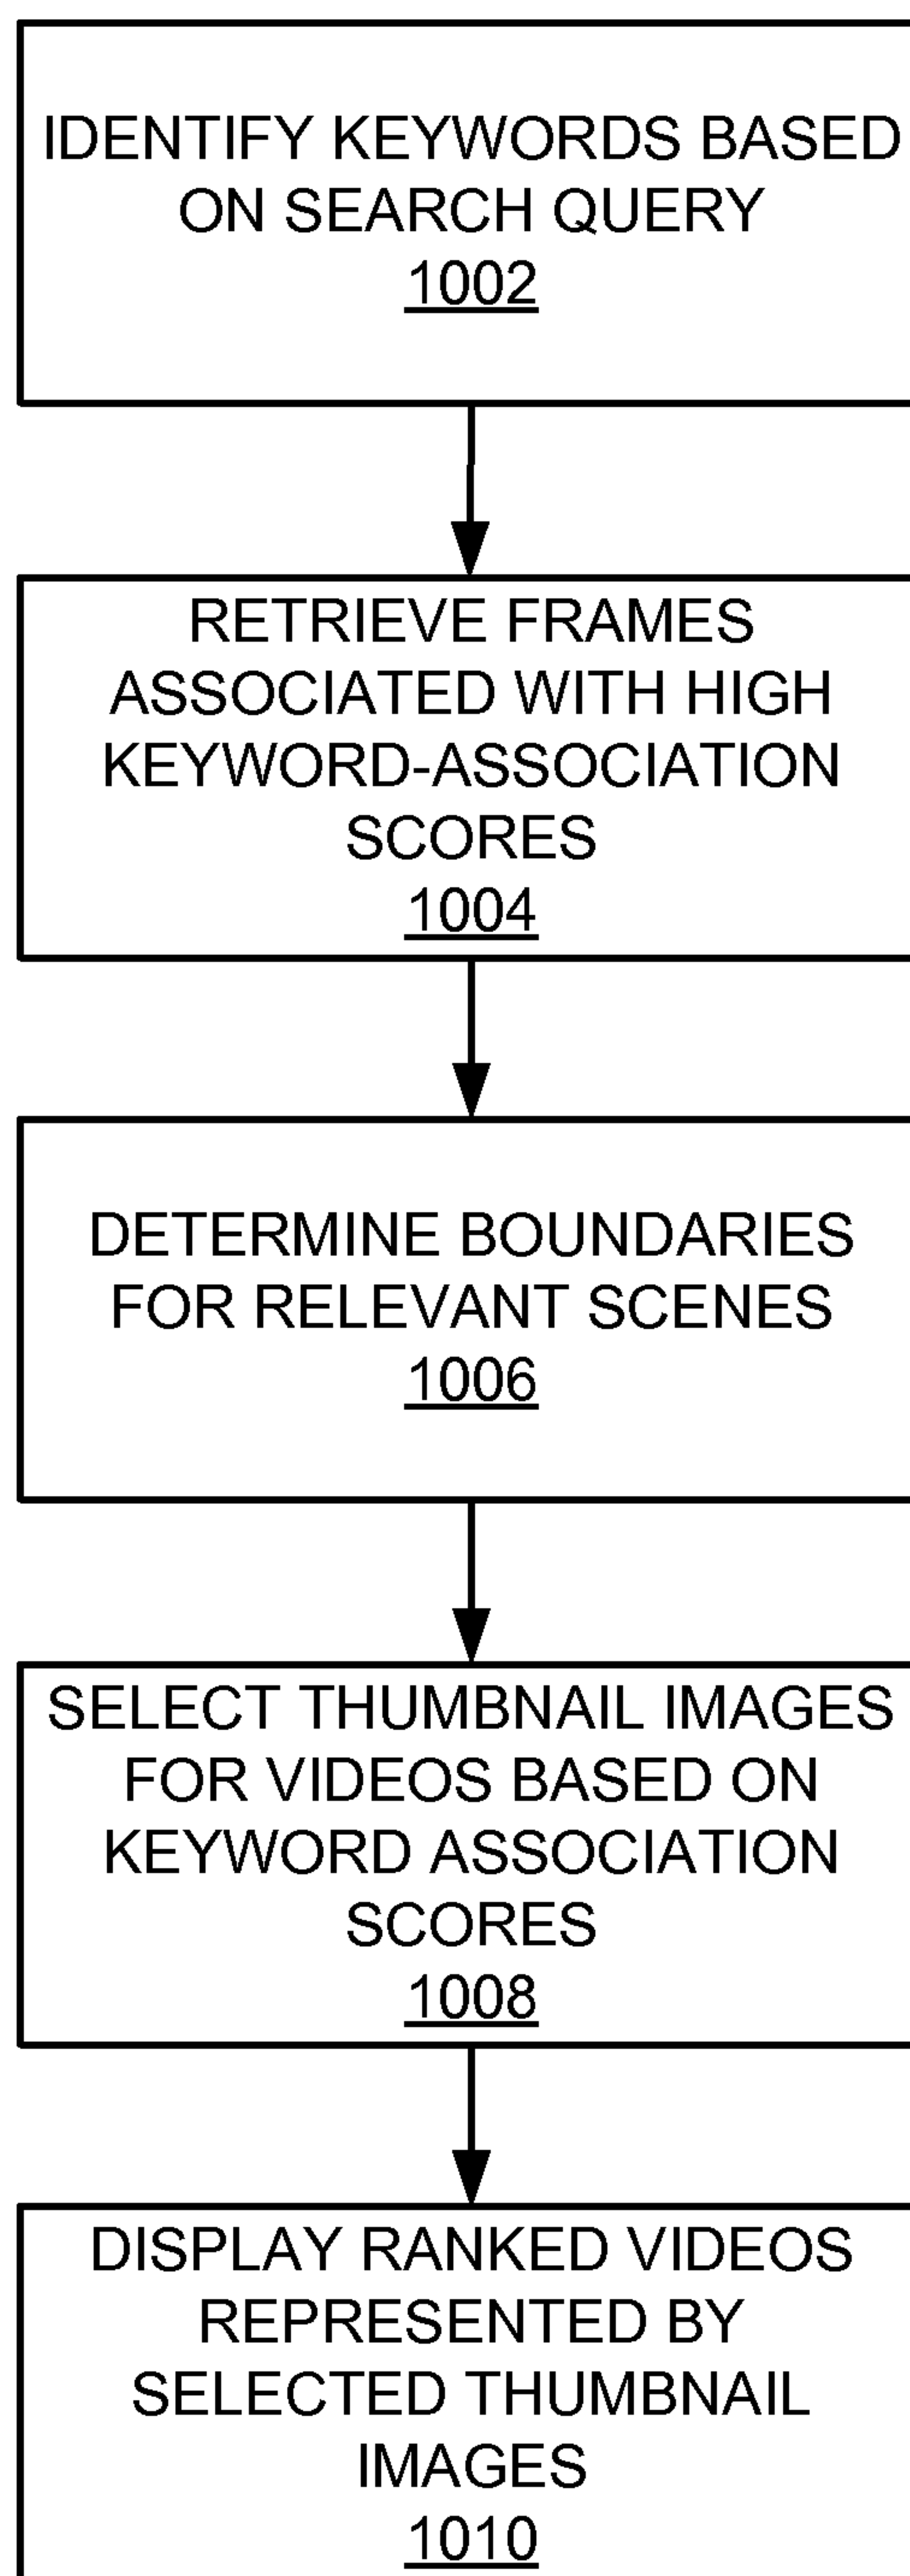 IDENTIFY KEYWORDS BASED
ON SEARCH QUERY
1002
RETRIEVE FRAMES
ASSOCIATED WITH HIGH
KEYWORD-ASSOCIATION
SCORES
1004
DETERMINE BOUNDARIES
FOR RELEVANT SCENES
1006
SELECT THUMBNAIL IMAGES
FOR VIDEOS BASED ON
KEYWORD ASSOCIATION
SCORES
1008
DISPLAY RANKED VIDEOS
REPRESENTED BY
SELECTED THUMBNAIL
IMAGES
1010